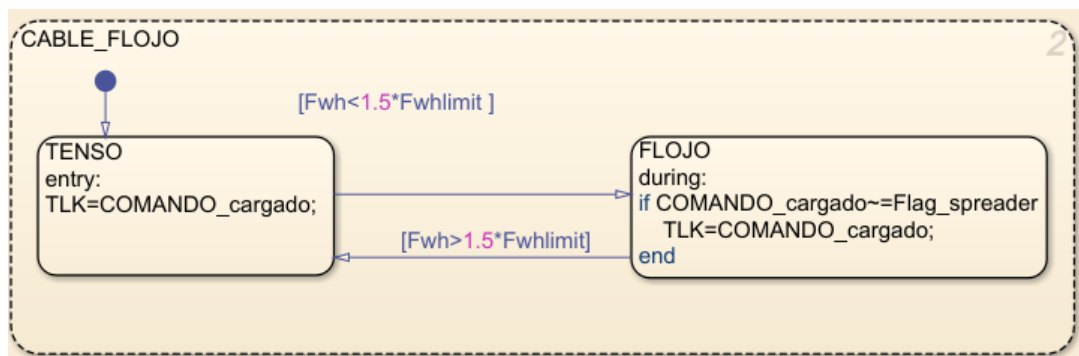 CABLE_FLOJO
2
[Fwh<1.5*Fwhlimit ]
TENSO
entry:
TLK=COMANDO_cargado;
FLOJO
during:
if COMANDO_cargado~=Flag_spreader
TLK=COMANDO_cargado;
end
[Fwh>1.5*Fwhlimit]